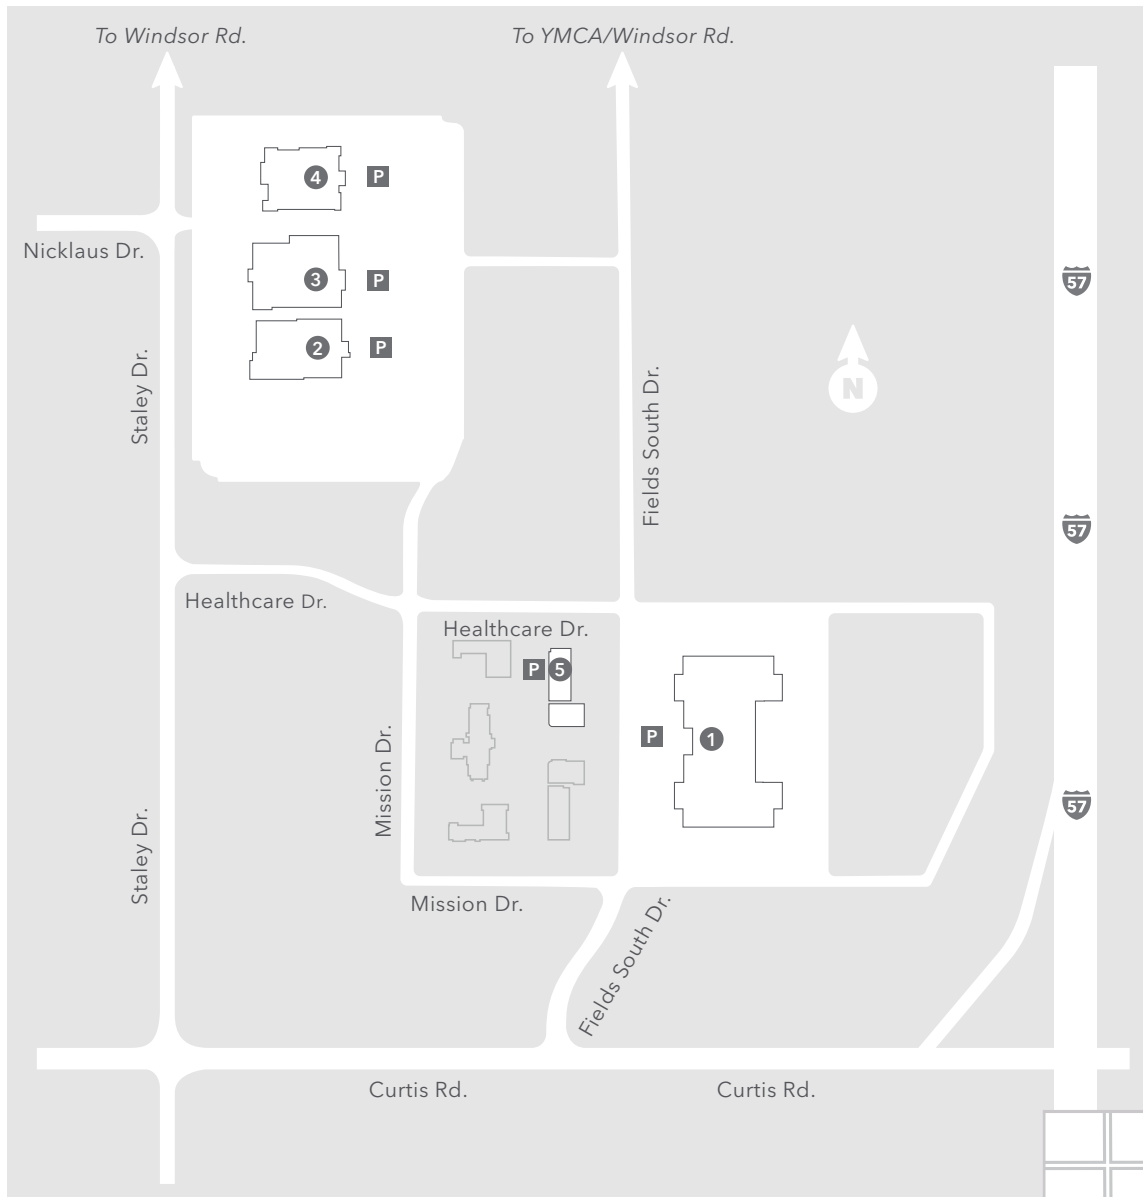 To Windsor Rd.
To YMCA/Windsor Rd.
4
P
Nicklaus Dr.
3
P
57
2
P
Staley Dr.
Fields South Dr.
N
57
Healthcare Dr.
Healthcare Dr.
P
5
P
1
Mission Dr.
57
Staley Dr.
Mission Dr.
Fields South Dr.
Curtis Rd.
Curtis Rd.